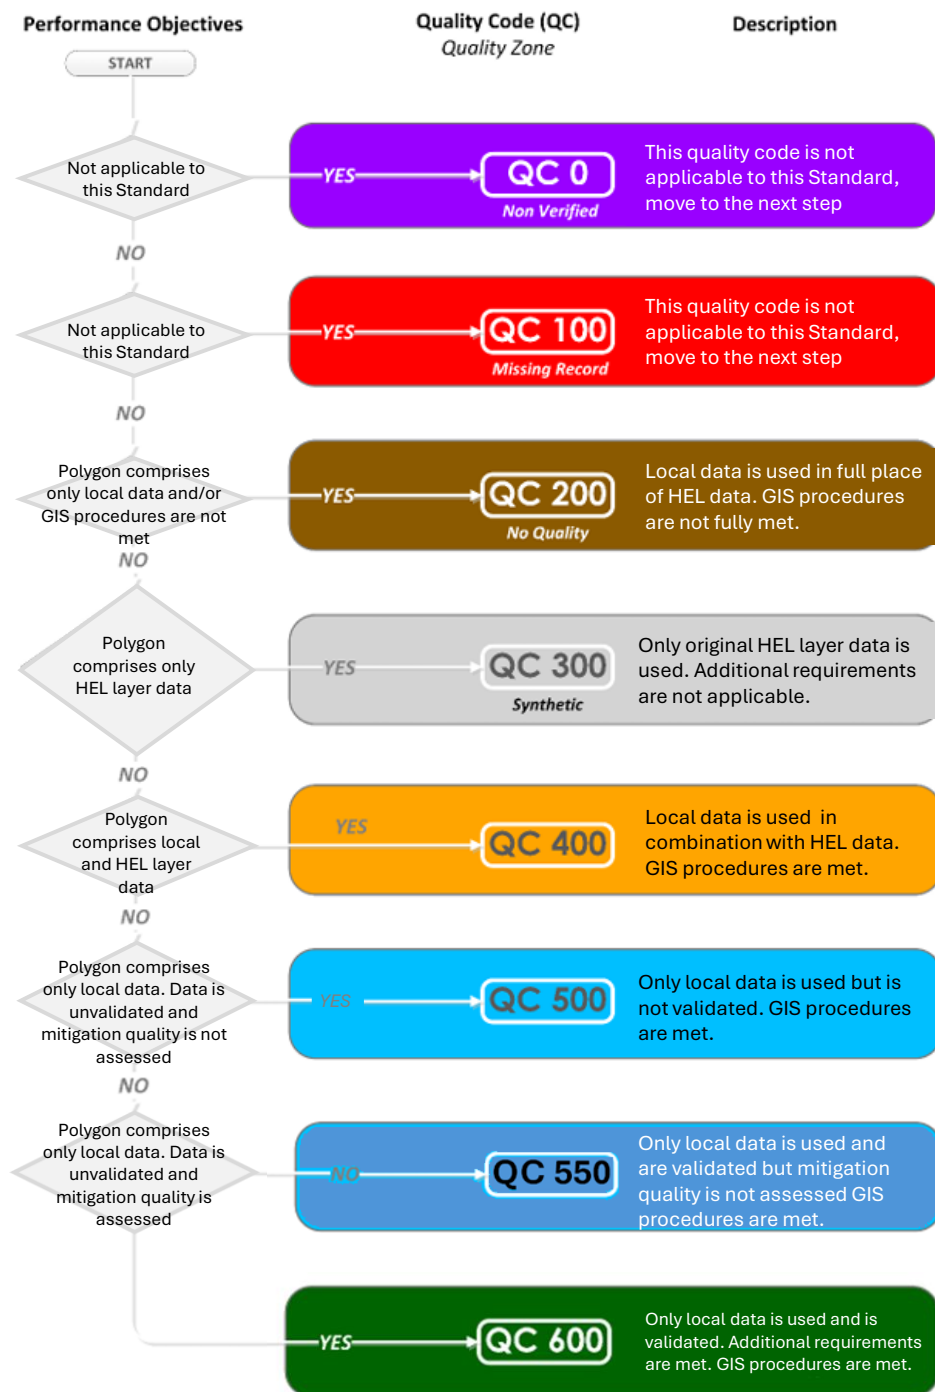 Performance Objectives
Quality Code (QC)
Quality Zone
Description
START
Not applicable to
this Standard
YES
QC 0
Non Verified
This quality code is not
applicable to this Standard,
move to the next step
NO
Not applicable to
this Standard
YES
QC 100
Missing Record
This quality code is not
applicable to this Standard,
move to the next step
NO
Polygon comprises
only local data and/or
GIS procedures are not
met
YES
QC 200
No Quality
Local data is used in full place
of HEL data. GIS procedures
are not fully met.
NO
Polygon
comprises only
HEL layer data
YES
QC 300
Synthetic
Only original HEL layer data is
used. Additional requirements
are not applicable.
NO
Polygon
comprises local
and HEL layer
data
YES
QC 400
Local data is used in
combination with HEL data.
GIS procedures are met.
NO
Polygon comprises
only local data. Data is
unvalidated and
mitigation quality is not
assessed
YES
QC 500
Only local data is used but is
not validated. GIS procedures
are met.
NO
Polygon comprises
only local data. Data is
unvalidated and
mitigation quality is
assessed
NO
QC 550
Only local data is used and
are validated but mitigation
quality is not assessed GIS
procedures are met.
YES
QC 600
Only local data is used and is
validated. Additional requirements
are met. GIS procedures are met.